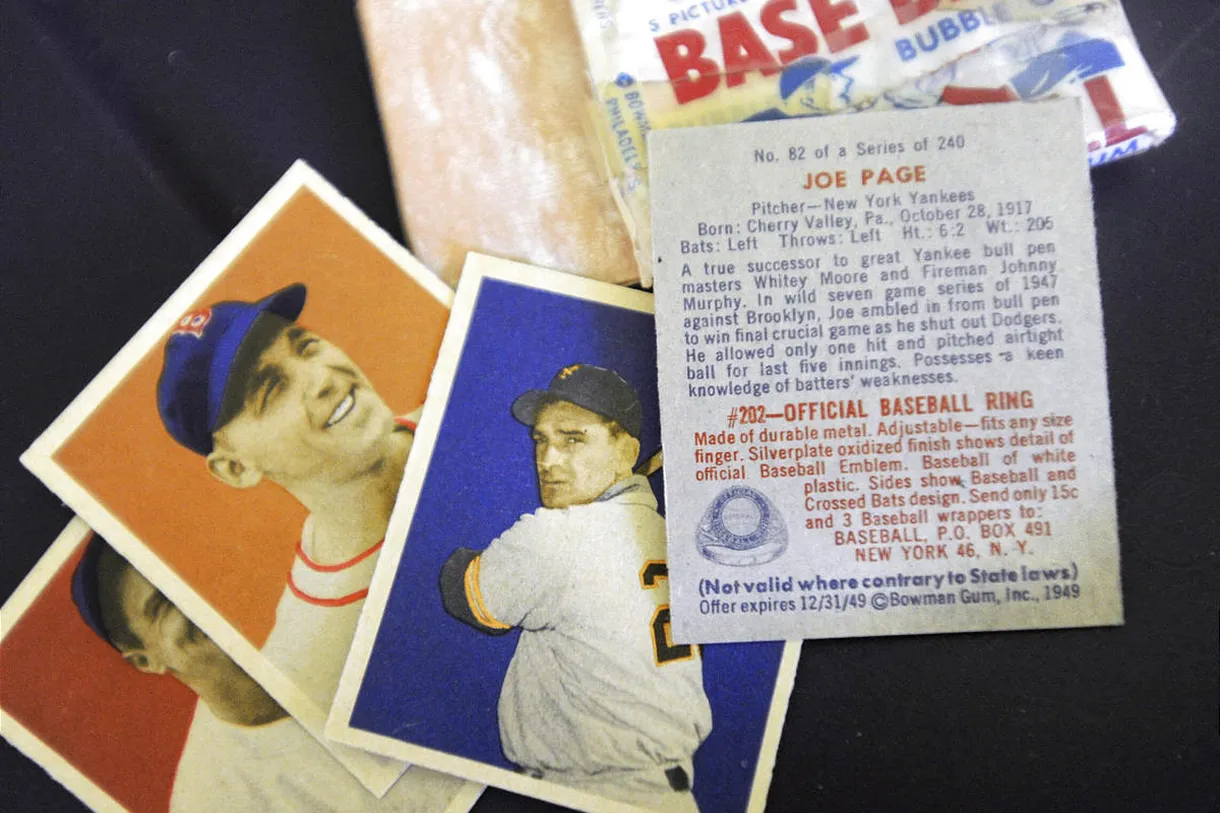 S PICTURE
BASE B
BUBBLE G
BOWM
PHILADEL
No. 82 of a Series of 240
JOE PAGE
Pitcher—New York Yankees
Born: Cherry Valley, Pa., October 28, 1917
Bats: Left Throws: Left Ht.: 6:2 Wt.: 205
A true successor to great Yankee bull pen
masters Whitey Moore and Fireman Johnny
Murphy. In wild seven game series of 1947
against Brooklyn, Joe ambled in from bull pen
to win final crucial game as he shut out Dodgers.
He allowed only one hit and pitched airtight
ball for last five innings. Possesses a keen
knowledge of batters' weaknesses.
#202—OFFICIAL BASEBALL RING
Made of durable metal. Adjustable—fits any size
finger. Silverplate oxidized finish shows detail of
official Baseball Emblem. Baseball of white
plastic. Sides show Baseball and
Crossed Bats design. Send only 15c
and 3 Baseball wrappers to:
BASEBALL, P.O. BOX 491
NEW YORK 46, N. Y.
(Not valid where contrary to State laws)
Offer expires 12/31/49 ©Bowman Gum, Inc., 1949
OFFICIAL
2
2